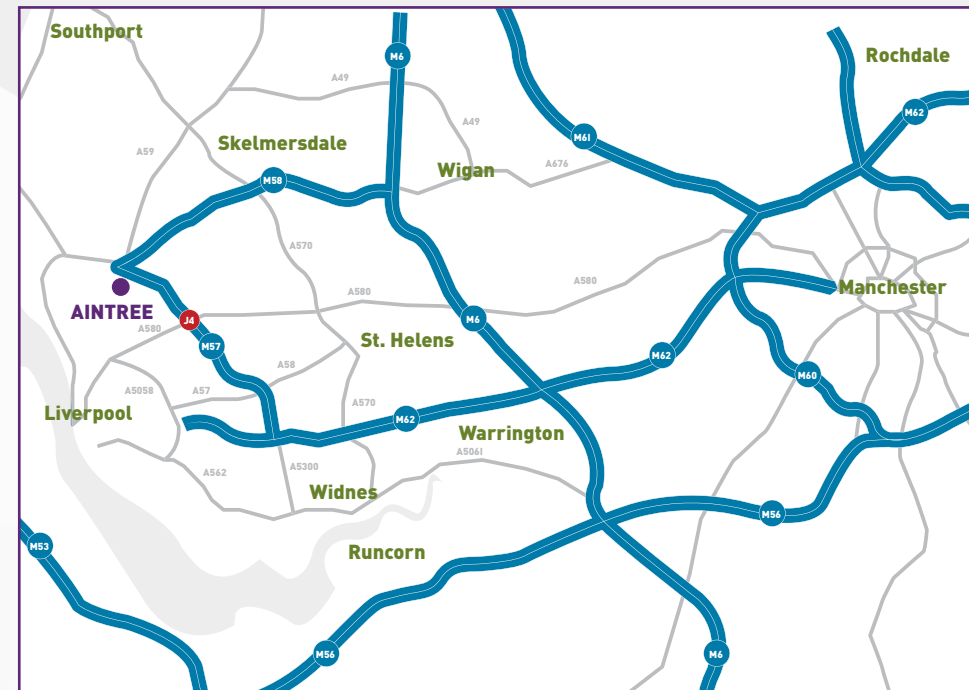 Southport
M6
Rochdale
A49
M62
A49
M61
A59
Skelmersdale
A676
Wigan
M58
A570
A580
A580
Manchester
AINTREE
J4
M6
A580
St. Helens
M57
M62
A58
M60
A5058
A57
A570
Liverpool
M62
Warrington
A5061
A562
A5300
Widnes
M56
M53
Runcorn
M56
M6